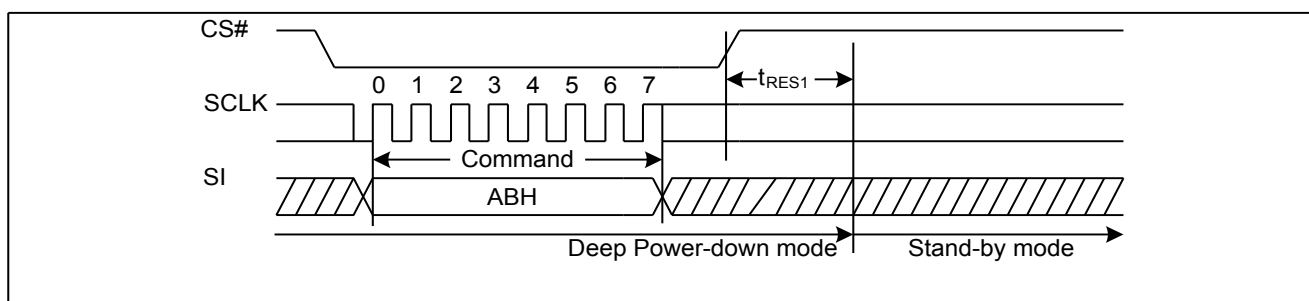 CS#
tRES1
0 1 2 3 4 5 6 7
SCLK
Command
SI
ABH
Deep Power-down mode Stand-by mode